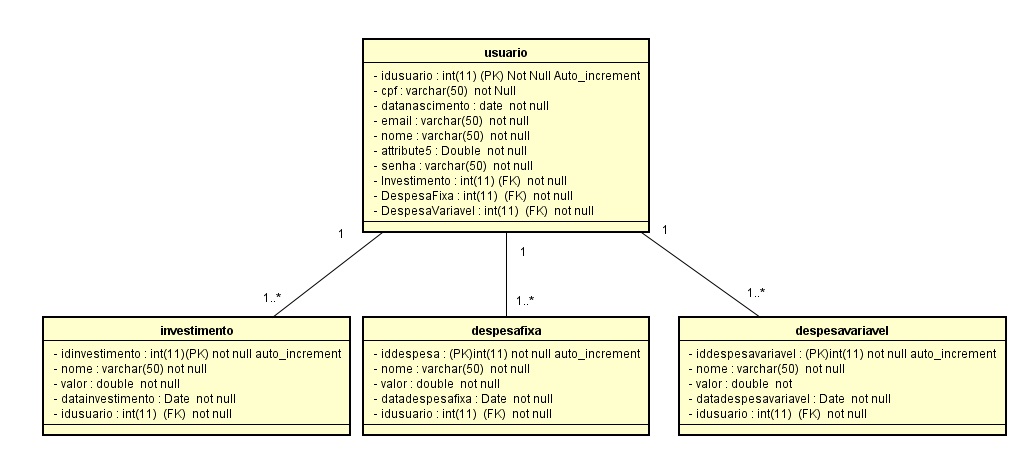 usuario
- idusuario : int(11) (PK) Not Null Auto_increment
- cpf : varchar(50) not Null
- datanascimento : date not null
- email : varchar(50) not null
- nome : varchar(50) not null
- attribute5 : Double not null
- senha : varchar(50) not null
- Investimento : int(11) (FK) not null
- DespesaFixa : int(11) (FK) not null
- DespesaVariavel : int(11) (FK) not null
1
1
1
1..*
1..*
1..*
investimento
- idinvestimento : int(11)(PK) not null auto_increment
- nome : varchar(50) not null
- valor : double not null
- datainvestimento : Date not null
- idusuario : int(11) (FK) not null
despesafixa
- iddespesa : (PK)int(11) not null auto_increment
- nome : varchar(50) not null
- valor : double not null
- datadespesafixa : Date not null
- idusuario : int(11) (FK) not null
despesavariavel
- iddespesavariavel : (PK)int(11) not null auto_increment
- nome : varchar(50) not null
- valor : double not
- datadespesavariavel : Date not null
- idusuario : int(11) (FK) not null